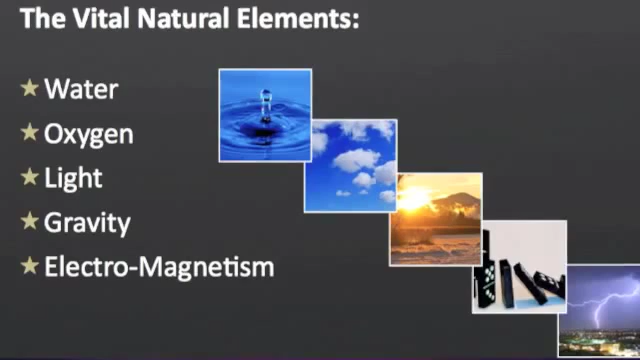 The Vital Natural Elements:
Water
Oxygen
Light
Gravity
Electro-Magnetism